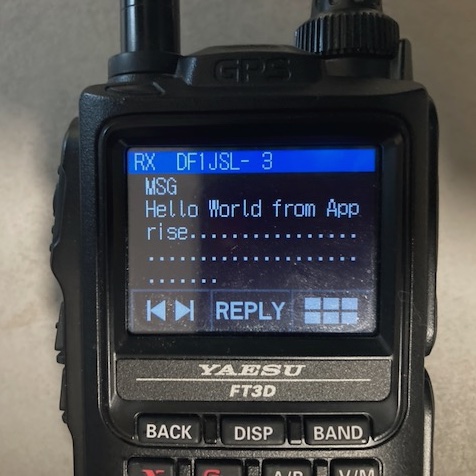 GPS
RX DF1JSL- 3
MSG
Hello World from App
rise................
....................
.......
REPLY
YAESU
FT3D
BACK DISP BAND
X G A/B V/M